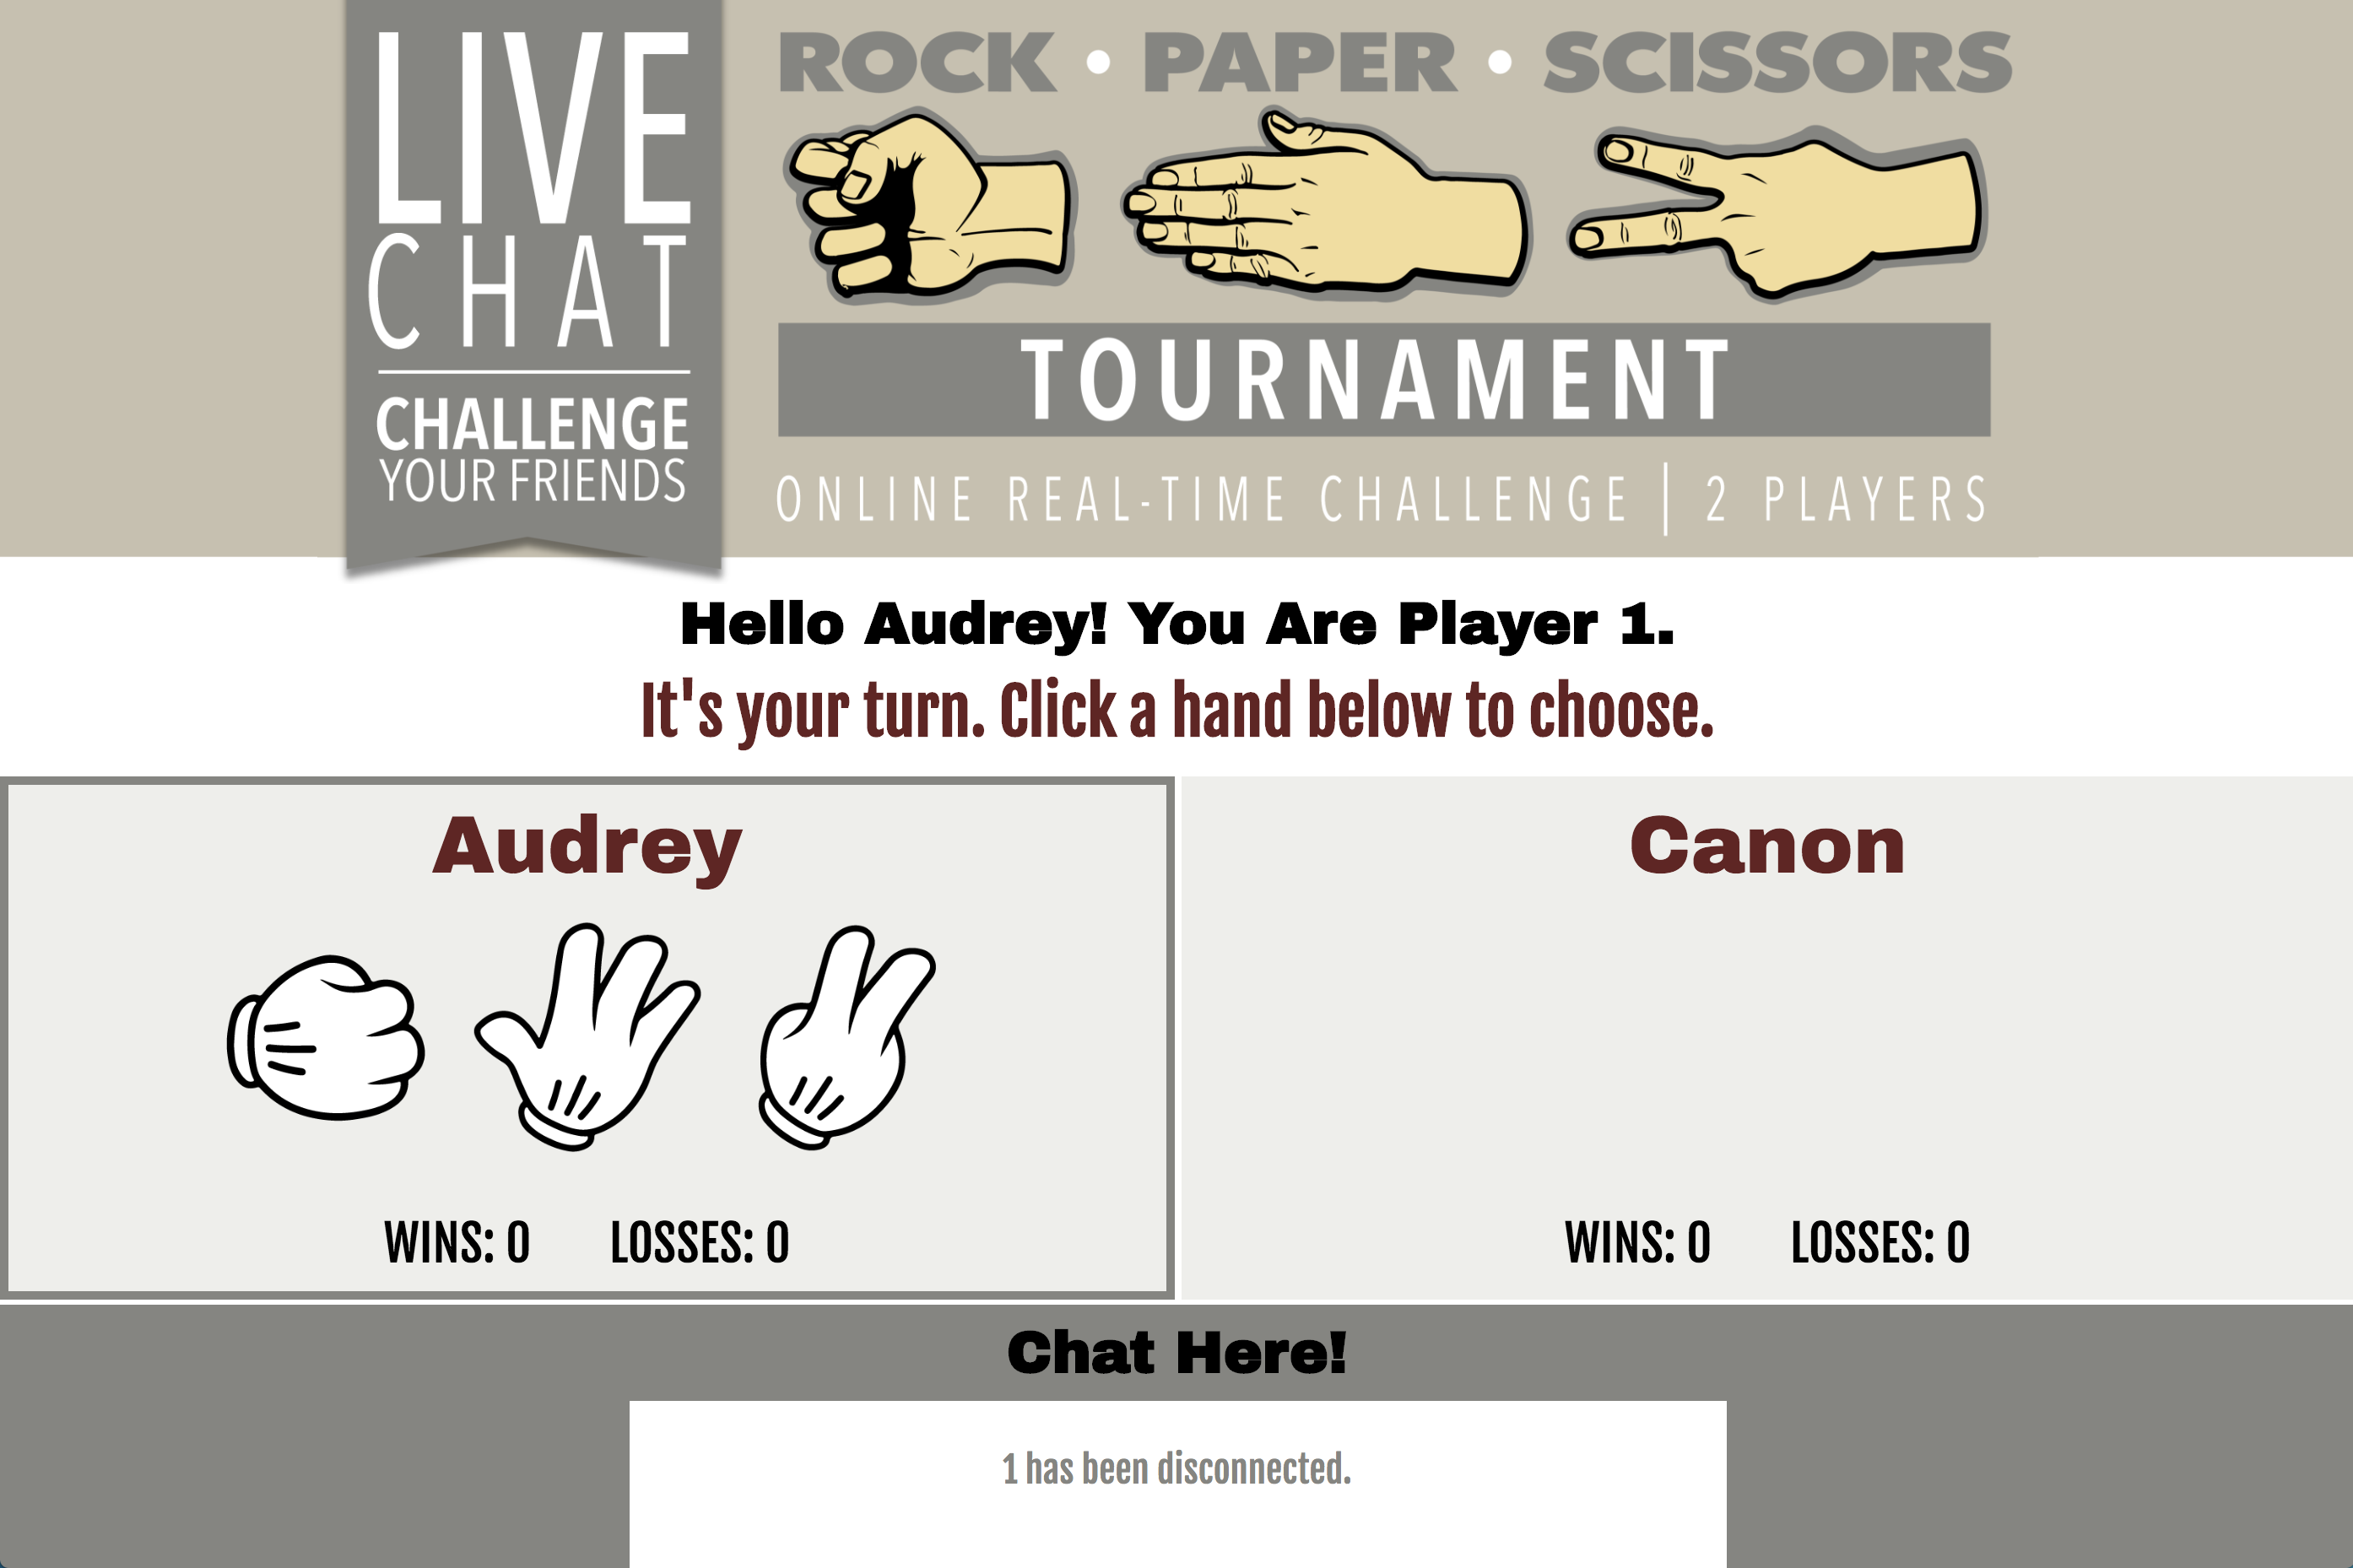 LIVE
CHAT
CHALLENGE
YOUR FRIENDS
ROCK • PAPER • SCISSORS
TOURNAMENT
ONLINE REAL-TIME CHALLENGE | 2 PLAYERS
Hello Audrey! You Are Player 1.
It's your turn. Click a hand below to choose.
Audrey
WINS: 0 LOSSES: 0
Canon
WINS: 0 LOSSES: 0
Chat Here!
1 has been disconnected.